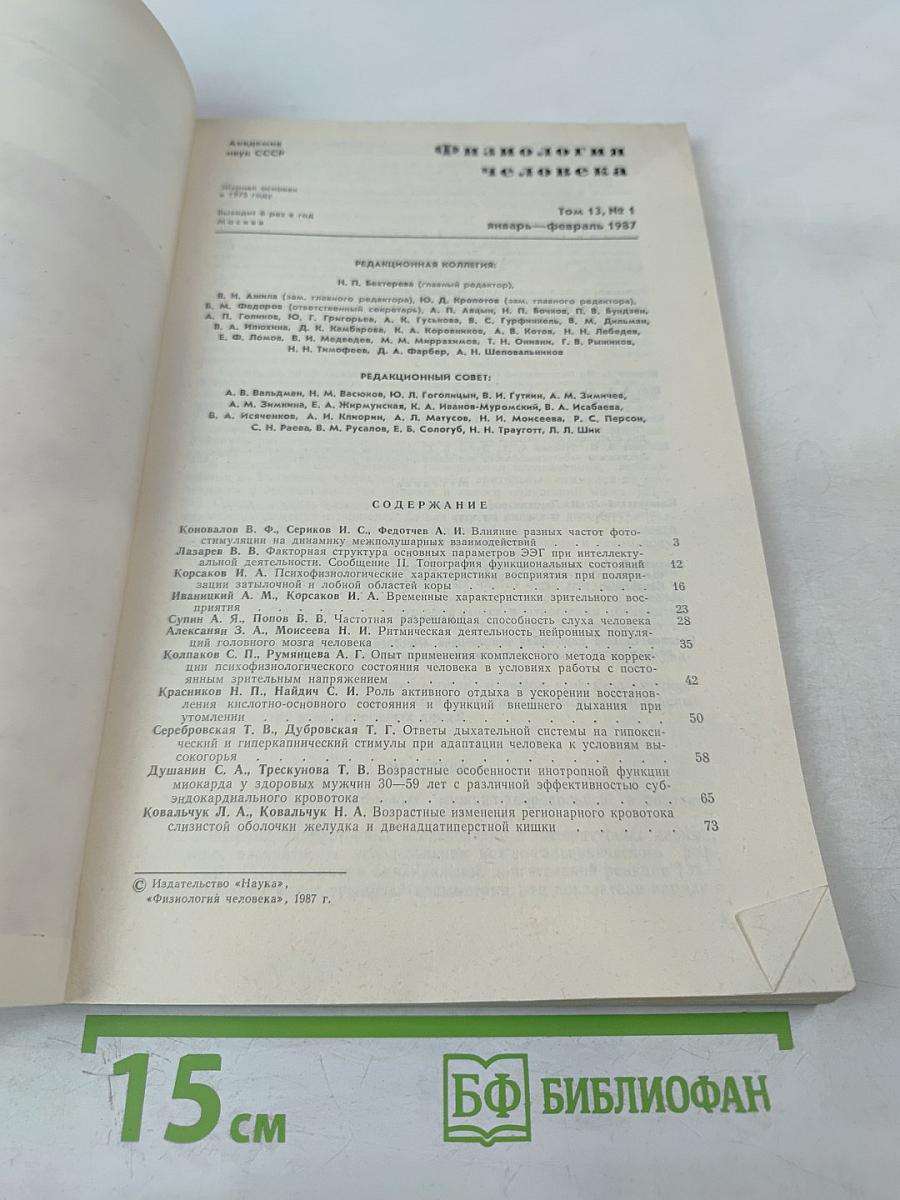 Академия
наук СССР
Физиология
человека
Журнал основан
в 1975 году
Выходит 6 раз в год
Москва
Том 13, № 1
январь—февраль 1987
РЕДАКЦИОННАЯ КОЛЛЕГИЯ:
Н. П. Бехтерева (главный редактор),
В. Н. Ажипа (зам. главного редактора), Ю. Д. Кропотов (зам. главного редактора),
Б. М. Федоров (ответственный секретарь), А. П. Авцын, Н. П. Бочков, П. В. Бундзен,
А. П. Голиков, Ю. Г. Григорьев, А. К. Гуськова, В. С. Гурфинкель, В. М. Дильман,
В. А. Илюхина, Д. К. Камбарова, К. А. Коровников, А. В. Котов, Н. Н. Лебедев,
Е. Ф. Ломов, В. И. Медведев, М. М. Миррахимов, Т. Н. Ониани, Г. В. Рыжиков,
Н. Н. Тимофеев, Д. А. Фарбер, А. Н. Шеповальников
РЕДАКЦИОННЫЙ СОВЕТ:
А. В. Вальдман, Н. М. Васюков, Ю. Л. Гоголицын, В. И. Гуткин, А. М. Зимичев,
А. М. Зимкина, Е. А. Жирмунская, К. А. Иванов-Муромский, В. А. Исабаева,
В. А. Исяченков, А. И. Клиорин, А. Л. Матусов, Н. И. Моисеева, Р. С. Персон,
С. Н. Раева, В. М. Русалов, Е. Б. Сологуб, Н. Н. Трауготт, Л. Л. Шик
СОДЕРЖАНИЕ
Коновалов В. Ф., Сериков И. С., Федотчев А. И. Влияние разных частот фото-
стимуляции на динамику межполушарных взаимодействий . . . . . . 3
Лазарев В. В. Факторная структура основных параметров ЭЭГ при интеллекту-
альной деятельности. Сообщение II. Топография функциональных состояний 12
Корсаков И. А. Психофизиологические характеристики восприятия при поляри-
зации затылочной и лобной областей коры . . . . . . . . . 16
Иваницкий А. М., Корсаков И. А. Временные характеристики зрительного вос-
приятия . . . . . . . . . . . . . . . . . 23
Супин А. Я., Попов В. В. Частотная разрешающая способность слуха человека 28
Алексанян З. А., Моисеева Н. И. Ритмическая деятельность нейронных популя-
ций головного мозга человека . . . . . . . . . . . . 35
Колпаков С. П., Румянцева А. Г. Опыт применения комплексного метода коррек-
ции психофизиологического состояния человека в условиях работы с посто-
янным зрительным напряжением . . . . . . . . . . . 42
Красников Н. П., Найдич С. И. Роль активного отдыха в ускорении восстанов-
ления кислотно-основного состояния и функций внешнего дыхания при
утомлении . . . . . . . . . . . . . . . . 50
Серебровская Т. В., Дубровская Т. Г. Ответы дыхательной системы на гипокси-
ческий и гиперкапнический стимулы при адаптации человека к условиям вы-
сокогорья . . . . . . . . . . . . . . . . 58
Душанин С. А., Трескунова Т. В. Возрастные особенности инотропной функции
миокарда у здоровых мужчин 30—59 лет с различной эффективностью суб-
эндокардиального кровотока . . . . . . . . . . . . 65
Ковальчук Л. А., Ковальчук Н. А. Возрастные изменения регионарного кровотока
слизистой оболочки желудка и двенадцатиперстной кишки . . . . . 73
© Издательство «Наука»,
«Физиология человека», 1987 г.
15 см
БФ БИБЛИОФАН